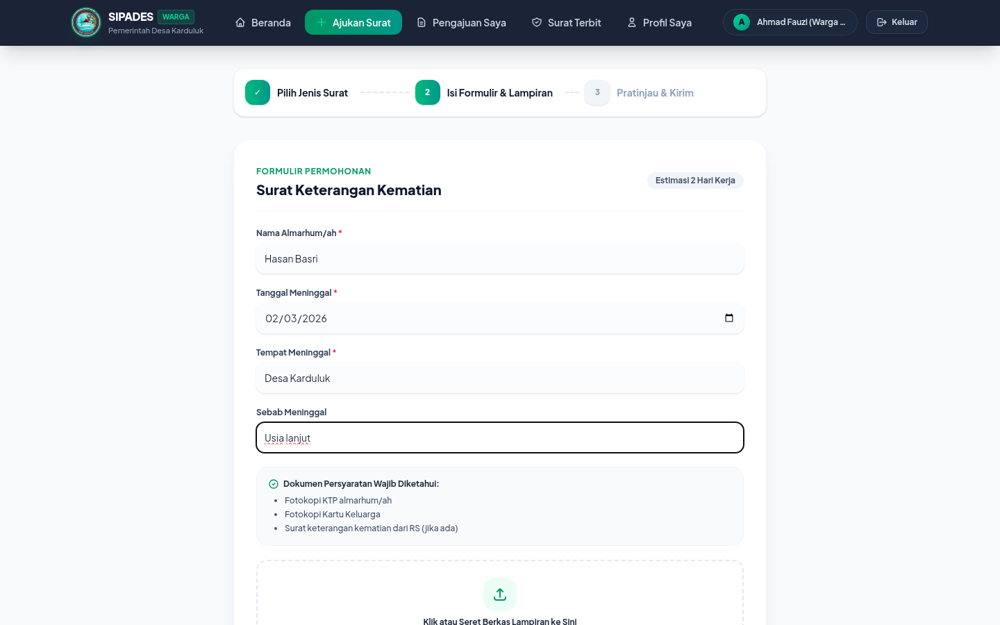 SIPADES WARGA
Pemerintah Desa Karduluk
Beranda
Ajukan Surat
Pengajuan Saya
Surat Terbit
Profil Saya
A
Ahmad Fauzi (Warga ...
Keluar
✓ Pilih Jenis Surat
2 Isi Formulir & Lampiran
3 Pratinjau & Kirim
FORMULIR PERMOHONAN
Surat Keterangan Kematian
Estimasi 2 Hari Kerja
Nama Almarhum/ah *
Hasan Basri
Tanggal Meninggal *
02/03/2026
Tempat Meninggal *
Desa Karduluk
Sebab Meninggal
Usia lanjut
Dokumen Persyaratan Wajib Diketahui:
• Fotokopi KTP almarhum/ah
• Fotokopi Kartu Keluarga
• Surat keterangan kematian dari RS (jika ada)
Klik atau Seret Berkas Lampiran ke Sini